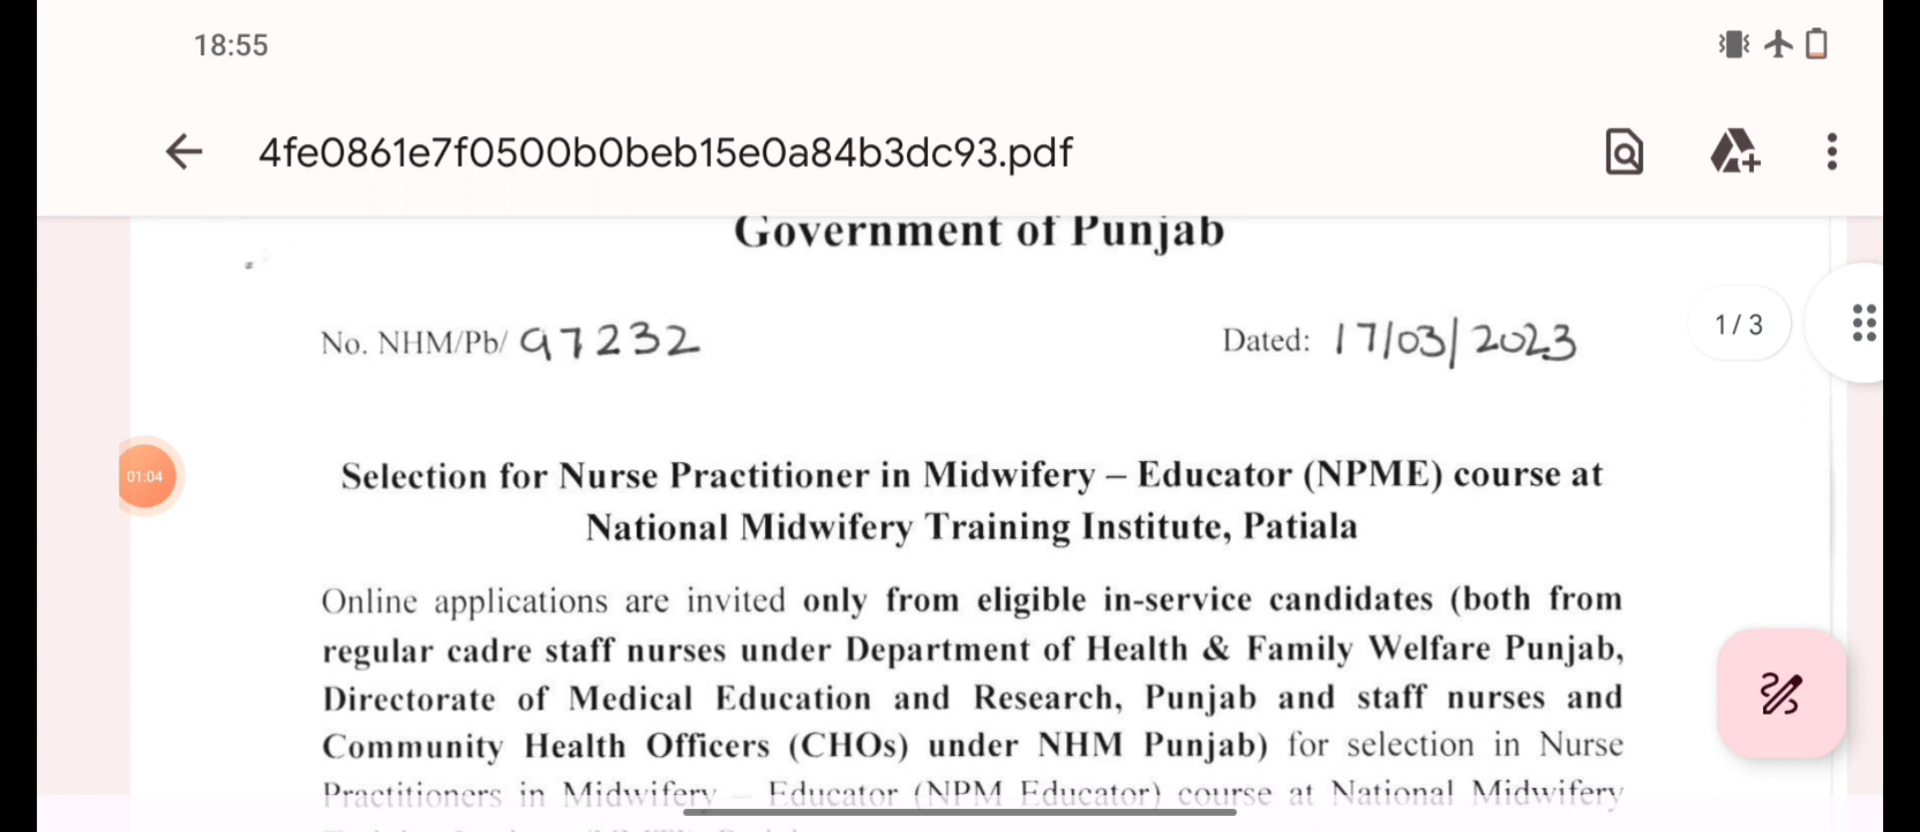 18:55
4fe0861e7f0500b0beb15e0a84b3dc93.pdf
Government of Punjab
No. NHM/Pb/ 97232
Dated: 17/03/2023
1 / 3
01:04
Selection for Nurse Practitioner in Midwifery – Educator (NPME) course at
National Midwifery Training Institute, Patiala
Online applications are invited only from eligible in-service candidates (both from
regular cadre staff nurses under Department of Health & Family Welfare Punjab,
Directorate of Medical Education and Research, Punjab and staff nurses and
Community Health Officers (CHOs) under NHM Punjab) for selection in Nurse
Practitioners in Midwifery – Educator (NPM Educator) course at National Midwifery